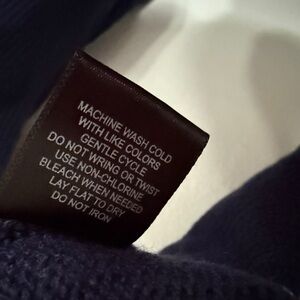 MACHINE WASH COLD
WITH LIKE COLORS
GENTLE CYCLE
DO NOT WRING OR TWIST
USE NON-CHLORINE
BLEACH WHEN NEEDED
LAY FLAT TO DRY
DO NOT IRON